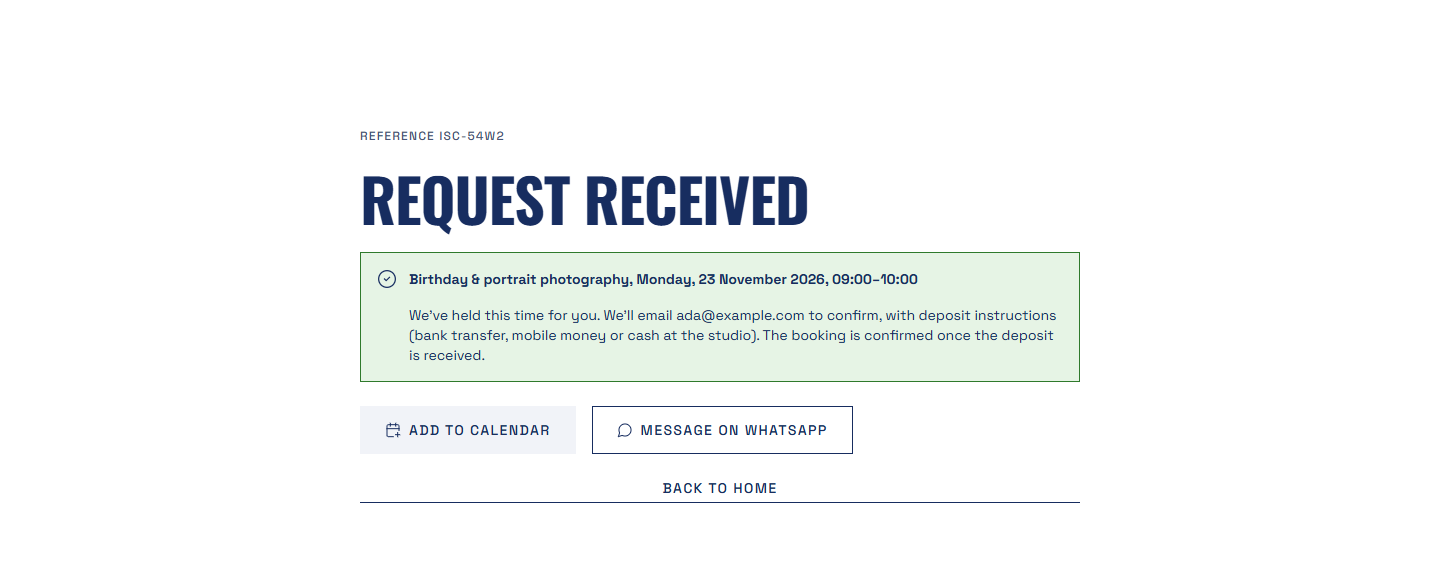 REFERENCE ISC-54W2
REQUEST RECEIVED
Birthday & portrait photography, Monday, 23 November 2026, 09:00–10:00
We’ve held this time for you. We’ll email ada@example.com to confirm, with deposit instructions
(bank transfer, mobile money or cash at the studio). The booking is confirmed once the deposit
is received.
ADD TO CALENDAR
MESSAGE ON WHATSAPP
BACK TO HOME